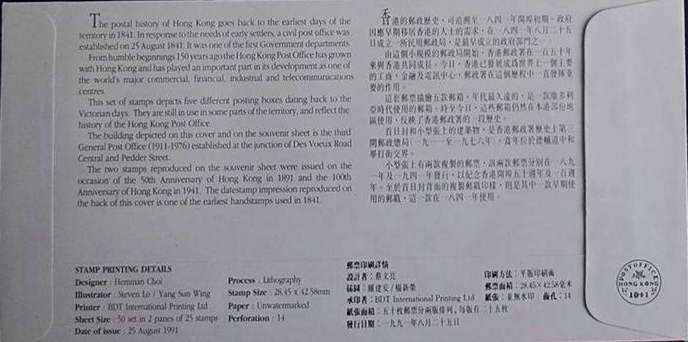 The postal history of Hong Kong goes back to the earliest days of the
territory in 1841. In response to the needs of early settlers, a civil post office was
established on 25 August 1841. It was one of the first Government departments.
From humble beginnings 150 years ago the Hong Kong Post Office has grown
with Hong Kong and has played an important part in its development as one of
the world's major commercial, financial, industrial and telecommunications
centres.
This set of stamps depicts five different posting boxes dating back to the
Victorian days. They are still in use in some parts of the territory, and reflect the
history of the Hong Kong Post Office.
The building depicted on this cover and on the souvenir sheet is the third
General Post Office (1911-1976) established at the junction of Des Voeux Road
Central and Pedder Street.
The two stamps reproduced on the souvenir sheet were issued on the
occasion of the 50th Anniversary of Hong Kong in 1891 and the 100th
Anniversary of Hong Kong in 1941. The datestamp impression reproduced on
the back of this cover is one of the earliest handstamps used in 1841.
香港的郵政歷史，可追溯至一八四一年開埠初期。政府
因應早期移居香港的人士的需求，在一八四一年八月二十五
日成立一所民用郵政局，是最早成立的政府部門之一。
由這個小規模的郵政局開始，香港郵政署在一百五十年
來與香港共同成長。今日，香港已發展成為世界上一個主要
的工商、金融及電訊中心，郵政署在這個歷程中一直發揮重
要的作用。
這套郵票描繪五款郵箱，年代最久遠的，是一款維多利
亞時代使用的郵箱。時至今日，這些郵箱仍然在本港部份地
區使用，反映了香港郵政署的一段歷史。
首日封和小型張上的建築物，是香港郵政署歷史上第三
間郵政總局（一九一一至一九七六年），當年位於德輔道中和
畢打街交界。
小型張上有兩款複製的郵票，該兩款郵票分別在一八九
一年及一九四一年發行，以紀念香港開埠五十週年及一百週
年。至於首日封背面的複製郵戳印樣，則是其中一款早期使
用的郵戳，這一款在一八四一年使用。
STAMP PRINTING DETAILS
Designer : Hemman Choi
Illustrator : Steven Lo / Yang Sun Wing
Printer : BDT International Printing Ltd
Sheet Size : 50 set in 2 panes of 25 stamps
Date of issue : 25 August 1991
Process : Lithography
Stamp Size : 28.45 x 42.58mm
Paper : Unwatermarked
Perforation : 14
郵票印刷詳情
設計者：蔡文亮
插圖：羅建安／楊新榮
承印者：BDT International Printing Ltd
紙張面積：五十枚郵票分兩版排列，每版有二十五枚
發行日期：一九九一年八月二十五日
印刷方法：平版印刷術
郵票面積：28.45×42.58毫米
紙張：並無水印 齒孔：14
POST OFFICE
HONG KONG
1841